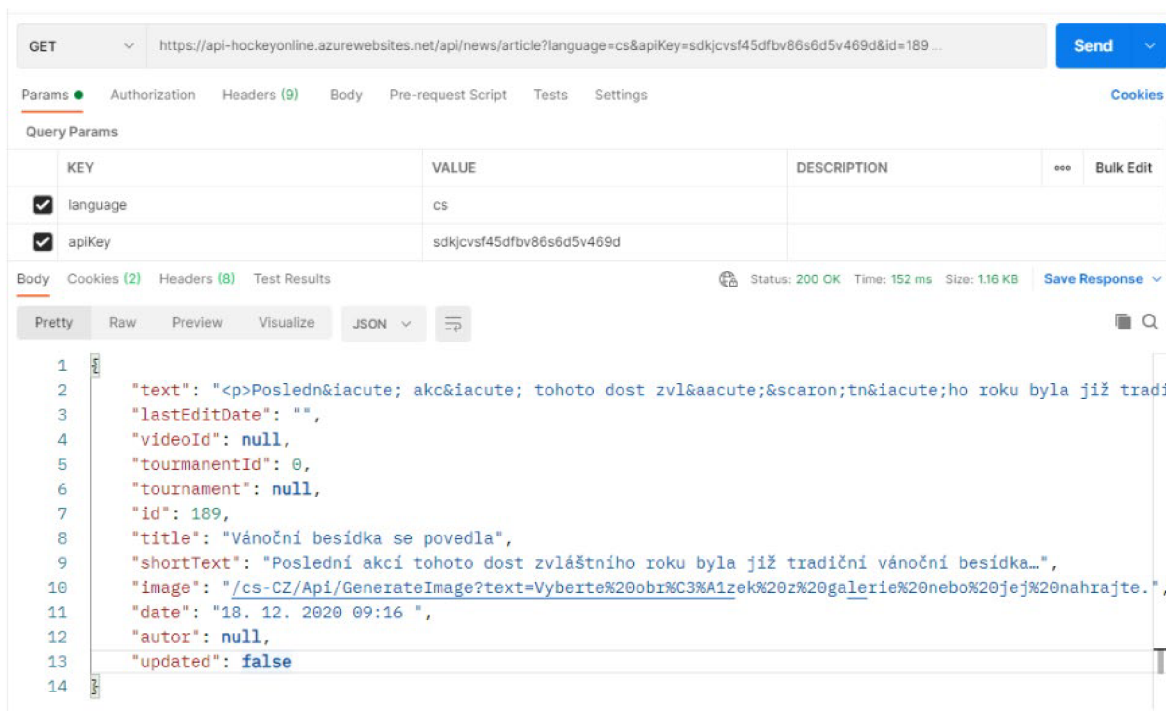 GET https://api-hockeyonline.azurewebsites.net/api/news/article?language=cs&apiKey=sdkjcvsf45dfbv86s6d5v469d&id=189 ... Send
Params Authorization Headers (9) Body Pre-request Script Tests Settings Cookies
Query Params
KEY VALUE DESCRIPTION ooo Bulk Edit
language cs
apiKey sdkjcvsf45dfbv86s6d5v469d
Body Cookies (2) Headers (8) Test Results Status: 200 OK Time: 152 ms Size: 1.16 KB Save Response
Pretty Raw Preview Visualize JSON
1 {
2 "text": "<p>Posledn&iacute; akc&iacute; tohoto dost zvl&aacute;&scaron;tn&iacute;ho roku byla již tradi
3 "lastEditDate": "",
4 "videoId": null,
5 "tourmanentId": 0,
6 "tournament": null,
7 "id": 189,
8 "title": "Vánoční besídka se povedla",
9 "shortText": "Poslední akcí tohoto dost zvláštního roku byla již tradiční vánoční besídka…",
10 "image": "/cs-CZ/Api/GenerateImage?text=Vyberte%20obr%C3%A1zek%20z%20galerie%20nebo%20jej%20nahrajte.",
11 "date": "18. 12. 2020 09:16 ",
12 "autor": null,
13 "updated": false
14 }